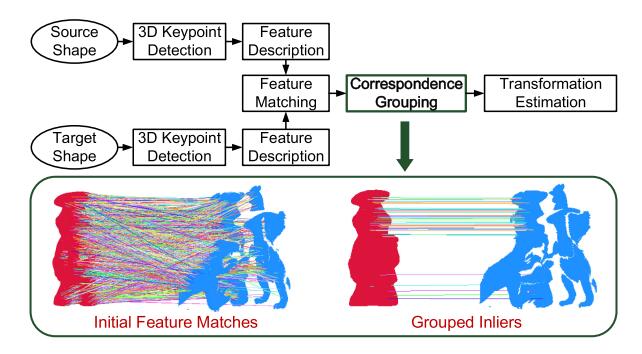 Source
Shape
3D Keypoint
Detection
Feature
Description
Feature
Matching
Correspondence
Grouping
Transformation
Estimation
Target
Shape
3D Keypoint
Detection
Feature
Description
Initial Feature Matches
Grouped Inliers